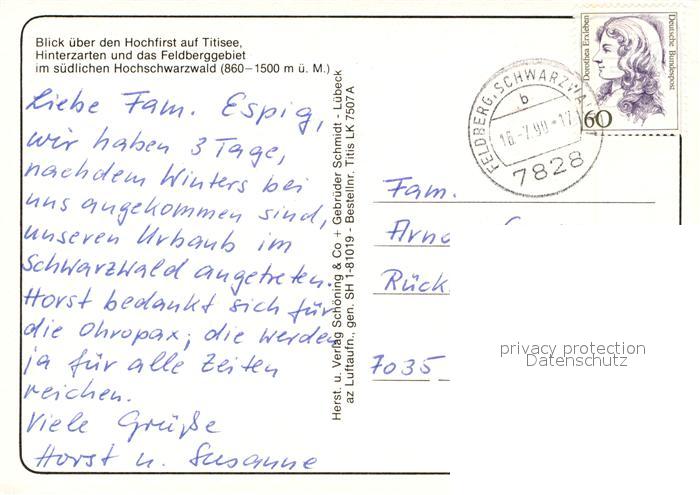 Blick über den Hochfirst auf Titisee,
Hinterzarten und das Feldberggebiet
im südlichen Hochschwarzwald (860–1500 m ü. M.)
Liebe Fam. Espig,
wir haben 3 Tage,
nachdem Winters bei
uns angekommen sind,
unseren Urbaub im
Schwarzwald angetreten.
Horst bedankt sich für
die Ohropax; die werden
ja für alle Zeiten
reichen.
Viele Grüße
Horst u. Susanne
Herst. u. Verlag Schöning & Co + Gebrüder Schmidt - Lübeck
az Luftaufn., gen. SH 1-81019 - Bestellnr. Titis LK 7507A
FELDBERG, SCHWARZWA
b
16.-7.90-17
7828
Dorothea Erxleben
Deutsche Bundespost
60
Fam.
Arno
Rück
7035
privacy protection
Datenschutz